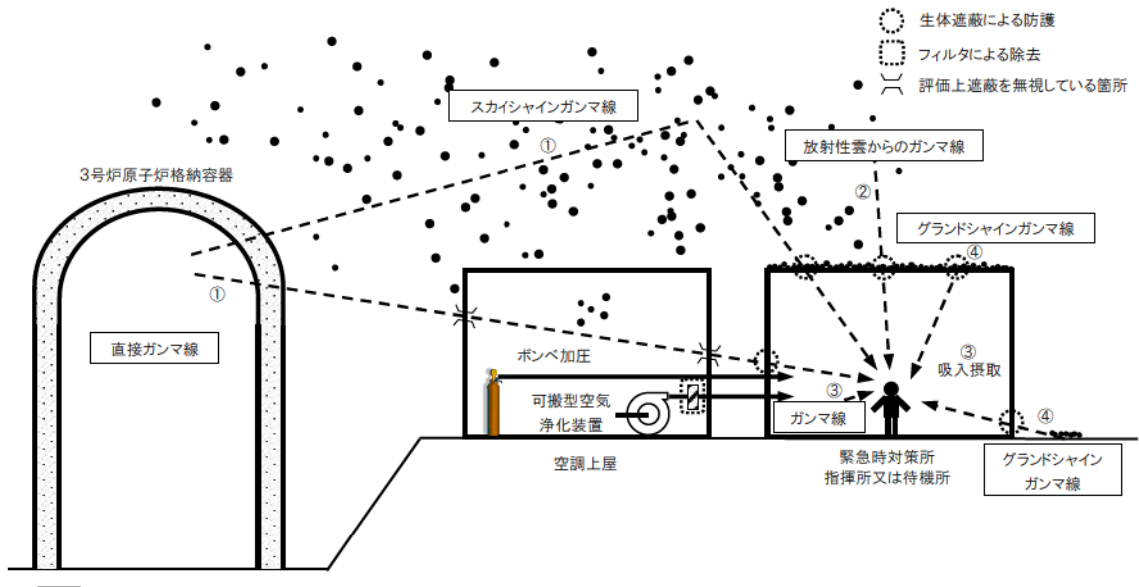 生体遮蔽による防護
フィルタによる除去
評価上遮蔽を無視している箇所
スカイシャインガンマ線
①
放射性雲からのガンマ線
②
3号炉原子炉格納容器
グランドシャインガンマ線
④
①
直接ガンマ線
ボンベ加圧
③
吸入摂取
可搬型空気
浄化装置
③
ガンマ線
④
空調上屋
緊急時対策所
指揮所又は待機所
グランドシャイン
ガンマ線